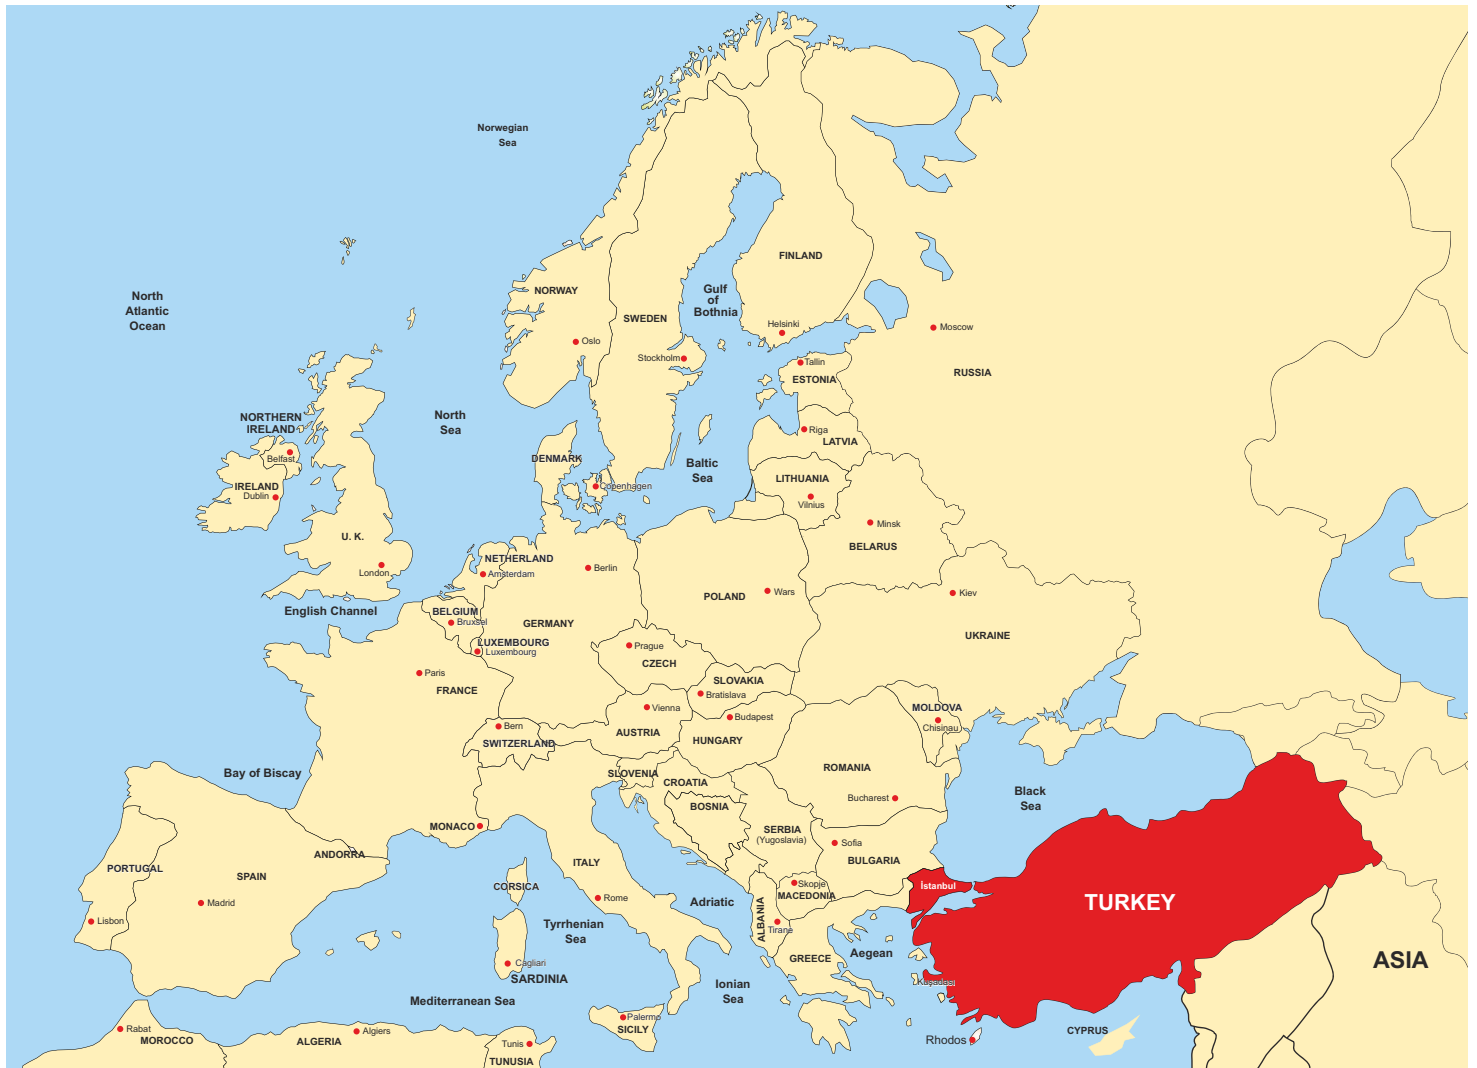 Norwegian
Sea
FINLAND
North
Atlantic
Ocean
NORWAY
Gulf
of
Bothnia
SWEDEN
Helsinki
Moscow
Oslo
Stockholm
Tallin
ESTONIA
RUSSIA
North
Sea
NORTHERN
IRELAND
Belfast
Riga
LATVIA
DENMARK
Baltic
Sea
LITHUANIA
IRELAND
Dublin
Copenhagen
Vilnius
Minsk
U. K.
BELARUS
NETHERLAND
London
Amsterdam
Berlin
Wars
POLAND
Kiev
English Channel
BELGIUM
Bruxsel
GERMANY
UKRAINE
LUXEMBOURG
Luxembourg
Prague
CZECH
Paris
FRANCE
SLOVAKIA
Bratislava
Vienna
MOLDOVA
Chisinau
Bern
Budapest
AUSTRIA
SWITZERLAND
HUNGARY
Bay of Biscay
SLOVENIA
CROATIA
ROMANIA
Bucharest
BOSNIA
Black
Sea
MONACO
SERBIA
(Yugoslavia)
Sofia
BULGARIA
ANDORRA
PORTUGAL
SPAIN
ITALY
CORSICA
Skopje
MACEDONIA
İstanbul
TURKEY
Madrid
Rome
Adriatic
Lisbon
Tyrrhenian
Sea
ALBANIA
Tirane
GREECE
Aegean
ASIA
Cagliari
SARDINIA
Kuşadası
Ionian
Sea
Mediterranean Sea
Palermo
SICILY
Rabat
MOROCCO
Algiers
ALGERIA
Tunis
TUNUSIA
Rhodos
CYPRUS